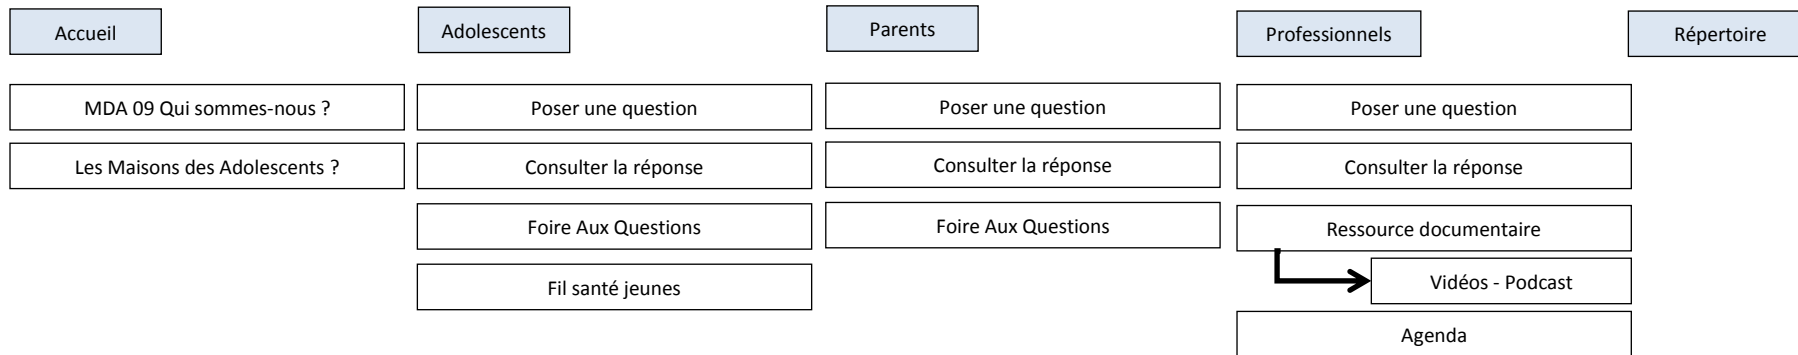 Accueil
Adolescents
Parents
Professionnels
Répertoire
MDA 09 Qui sommes-nous ?
Poser une question
Poser une question
Poser une question
Les Maisons des Adolescents ?
Consulter la réponse
Consulter la réponse
Consulter la réponse
Foire Aux Questions
Foire Aux Questions
Ressource documentaire
Fil santé jeunes
Vidéos - Podcast
Agenda